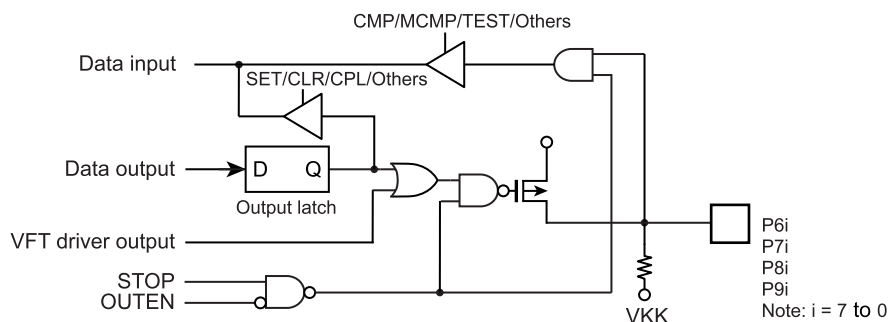 CMP/MCMP/TEST/Others
Data input
SET/CLR/CPL/Others
Data output
D Q
Output latch
VFT driver output
STOP
OUTEN
P6i
P7i
P8i
P9i
VKK
Note: i = 7 to 0